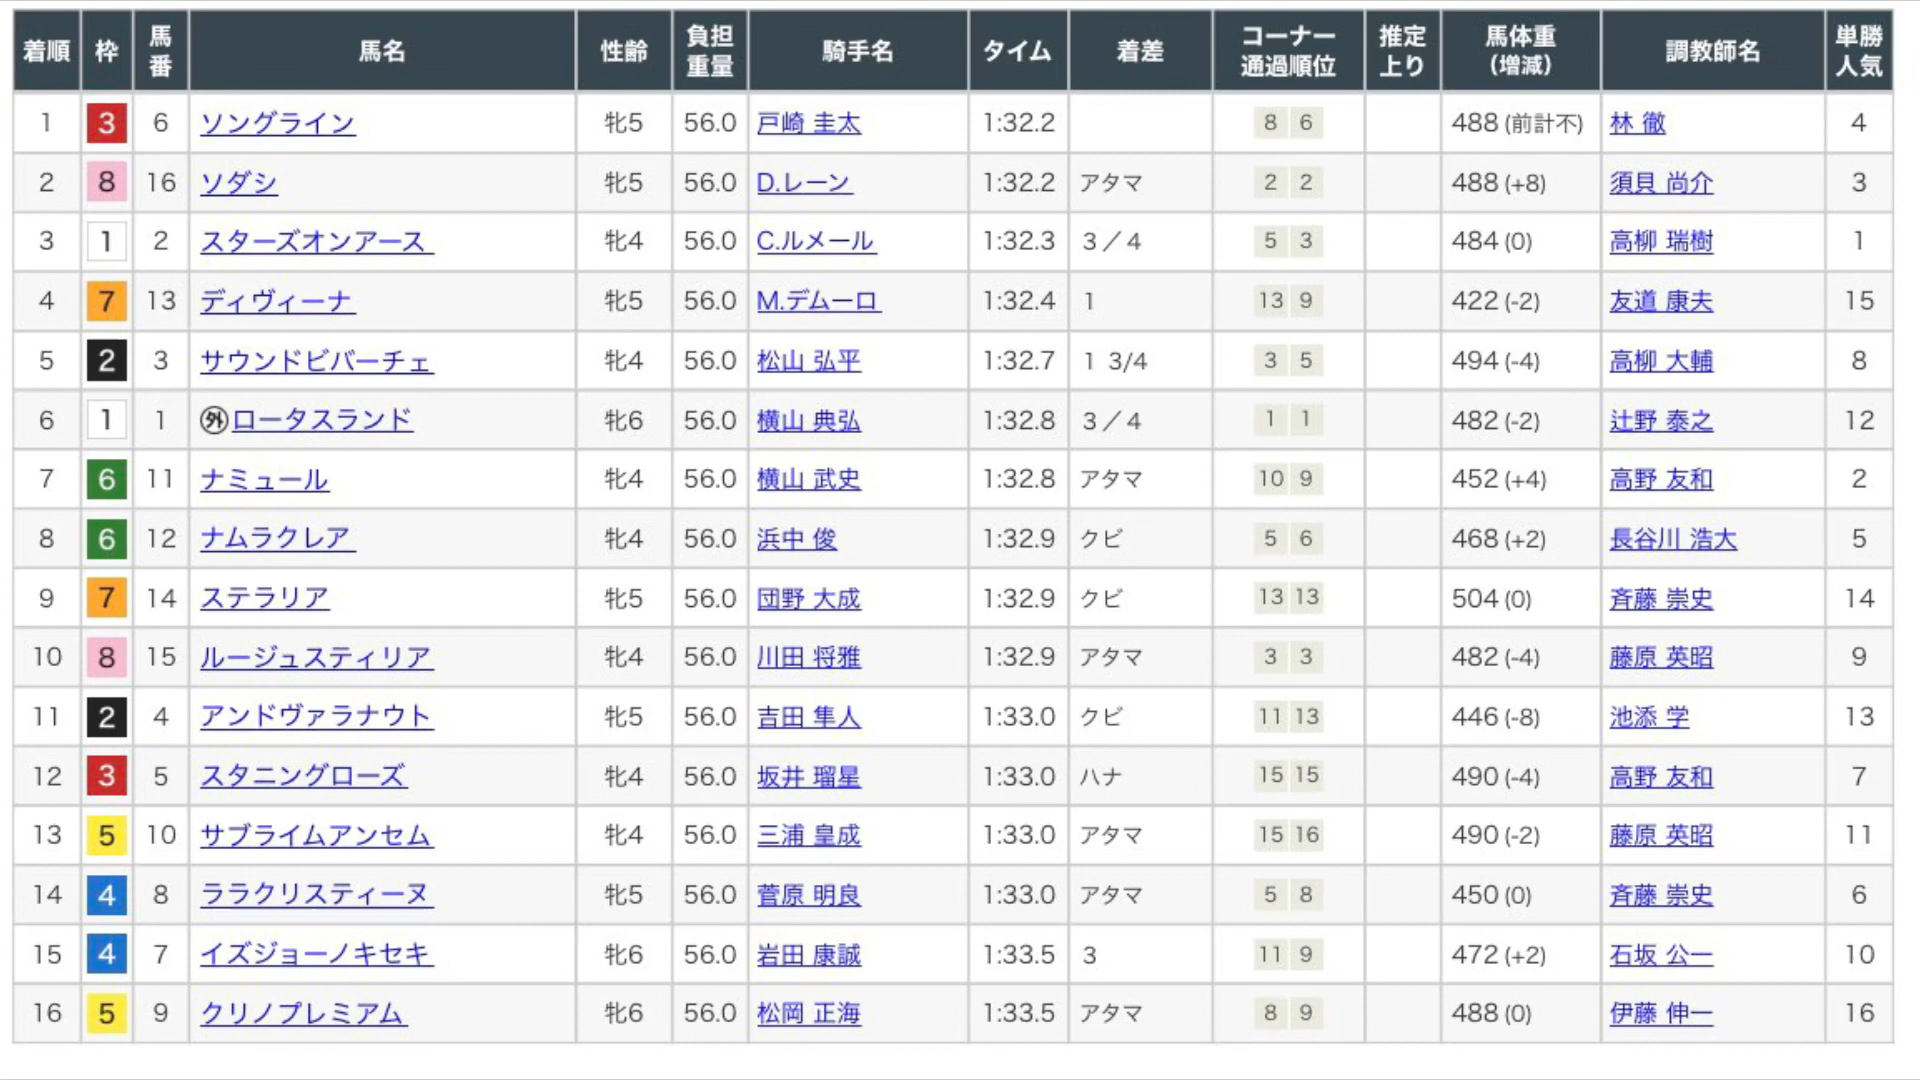 着順 枠 馬番 馬名 性齢 負担重量 騎手名 タイム 着差 コーナー通過順位 推定上り 馬体重(増減) 調教師名 単勝人気
1 3 6 ソングライン 牝5 56.0 戸崎 圭太 1:32.2 8 6 488 (前計不) 林 徹 4
2 8 16 ソダシ 牝5 56.0 D.レーン 1:32.2 アタマ 2 2 488 (+8) 須貝 尚介 3
3 1 2 スターズオンアース 牝4 56.0 C.ルメール 1:32.3 3／4 5 3 484 (0) 高柳 瑞樹 1
4 7 13 ディヴィーナ 牝5 56.0 M.デムーロ 1:32.4 1 13 9 422 (-2) 友道 康夫 15
5 2 3 サウンドビバーチェ 牝4 56.0 松山 弘平 1:32.7 1 3/4 3 5 494 (-4) 高柳 大輔 8
6 1 1 ㊕ロータスランド 牝6 56.0 横山 典弘 1:32.8 3／4 1 1 482 (-2) 辻野 泰之 12
7 6 11 ナミュール 牝4 56.0 横山 武史 1:32.8 アタマ 10 9 452 (+4) 高野 友和 2
8 6 12 ナムラクレア 牝4 56.0 浜中 俊 1:32.9 クビ 5 6 468 (+2) 長谷川 浩大 5
9 7 14 ステラリア 牝5 56.0 団野 大成 1:32.9 クビ 13 13 504 (0) 斉藤 崇史 14
10 8 15 ルージュスティリア 牝4 56.0 川田 将雅 1:32.9 アタマ 3 3 482 (-4) 藤原 英昭 9
11 2 4 アンドヴァラナウト 牝5 56.0 吉田 隼人 1:33.0 クビ 11 13 446 (-8) 池添 学 13
12 3 5 スタニングローズ 牝4 56.0 坂井 瑠星 1:33.0 ハナ 15 15 490 (-4) 高野 友和 7
13 5 10 サブライムアンセム 牝4 56.0 三浦 皇成 1:33.0 アタマ 15 16 490 (-2) 藤原 英昭 11
14 4 8 ララクリスティーヌ 牝5 56.0 菅原 明良 1:33.0 アタマ 5 8 450 (0) 斉藤 崇史 6
15 4 7 イズジョーノキセキ 牝6 56.0 岩田 康誠 1:33.5 3 11 9 472 (+2) 石坂 公一 10
16 5 9 クリノプレミアム 牝6 56.0 松岡 正海 1:33.5 アタマ 8 9 488 (0) 伊藤 伸一 16